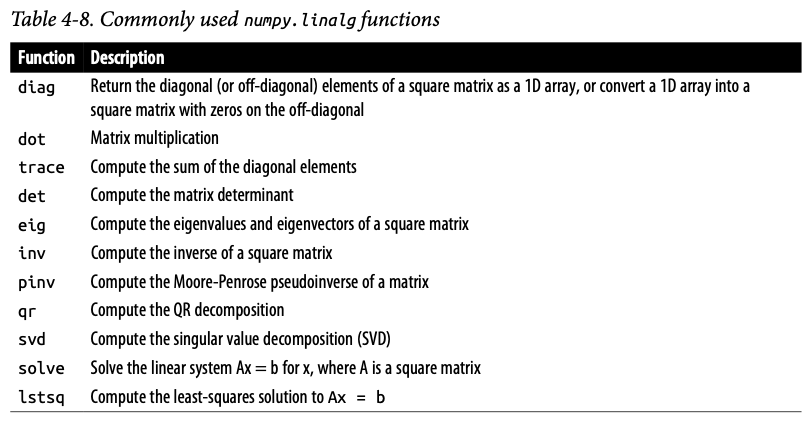 Table 4-8. Commonly used numpy.linalg functions
Function Description
diag Return the diagonal (or off-diagonal) elements of a square matrix as a 1D array, or convert a 1D array into a
square matrix with zeros on the off-diagonal
dot Matrix multiplication
trace Compute the sum of the diagonal elements
det Compute the matrix determinant
eig Compute the eigenvalues and eigenvectors of a square matrix
inv Compute the inverse of a square matrix
pinv Compute the Moore-Penrose pseudoinverse of a matrix
qr Compute the QR decomposition
svd Compute the singular value decomposition (SVD)
solve Solve the linear system Ax = b for x, where A is a square matrix
lstsq Compute the least-squares solution to Ax = b